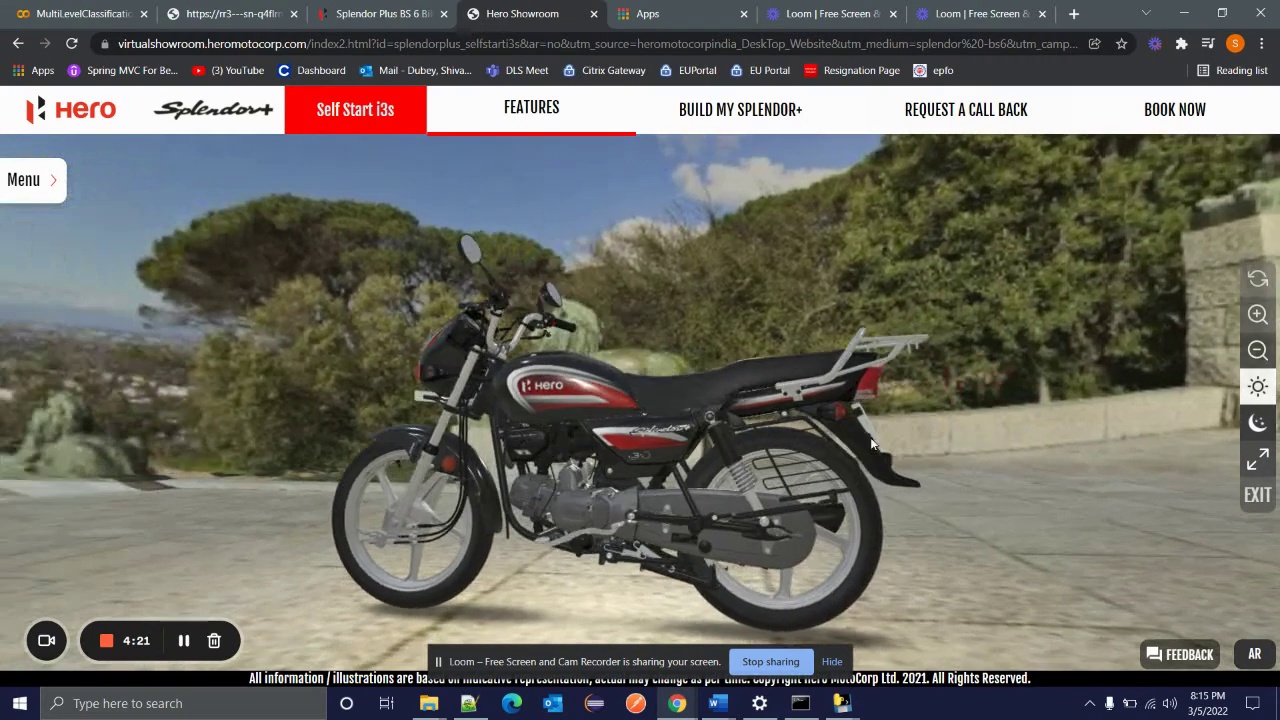 MultiLevelClassificatic
https://rr3---sn-q4flrn
Splendor Plus BS 6 Bik
Hero Showroom
Apps
Loom | Free Screen &
Loom | Free Screen &
virtualshowroom.heromotocorp.com/index2.html?id=splendorplus_selfstarti3s&at=no&utm_source=heromotocorpindia_DeskTop_Website&utm_medium=splendor%20-bs6&utm_camp...
Apps
Spring MVC For Be...
(3) YouTube
Dashboard
Mail - Dubey, Shiva...
DLS Meet
Citrix Gateway
EUPortal
EU Portal
Resignation Page
epfo
Reading list
Hero
Splendor+
Self Start i3s
FEATURES
BUILD MY SPLENDOR+
REQUEST A CALL BACK
BOOK NOW
Menu
Hero
Splendor+
EXIT
4:21
Loom – Free Screen and Cam Recorder is sharing your screen.
Stop sharing
Hide
FEEDBACK
AR
All information / illustrations are based on indicative representation, actual may change as per time. Copyright Hero MotoCorp Ltd. 2021. All Rights Reserved.
Type here to search
8:15 PM
3/5/2022